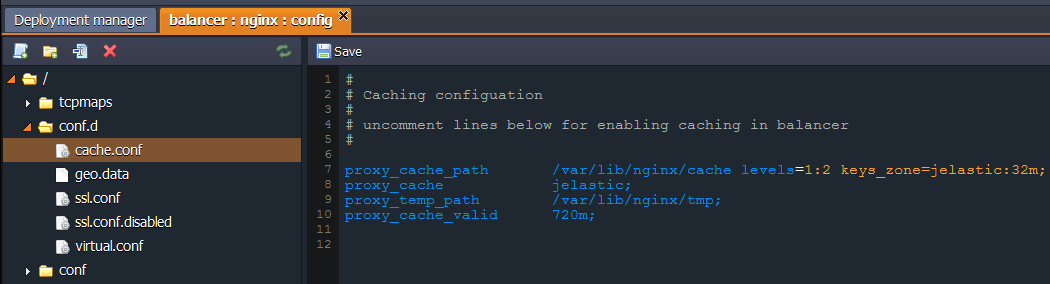 Deployment manager
balancer : nginx : config
Save
/
tcpmaps
conf.d
cache.conf
geo.data
ssl.conf
ssl.conf.disabled
virtual.conf
conf
1 #
2 # Caching configuation
3 #
4 # uncomment lines below for enabling caching in balancer
5 #
6
7 proxy_cache_path /var/lib/nginx/cache levels=1:2 keys_zone=jelastic:32m;
8 proxy_cache jelastic;
9 proxy_temp_path /var/lib/nginx/tmp;
10 proxy_cache_valid 720m;
11
12